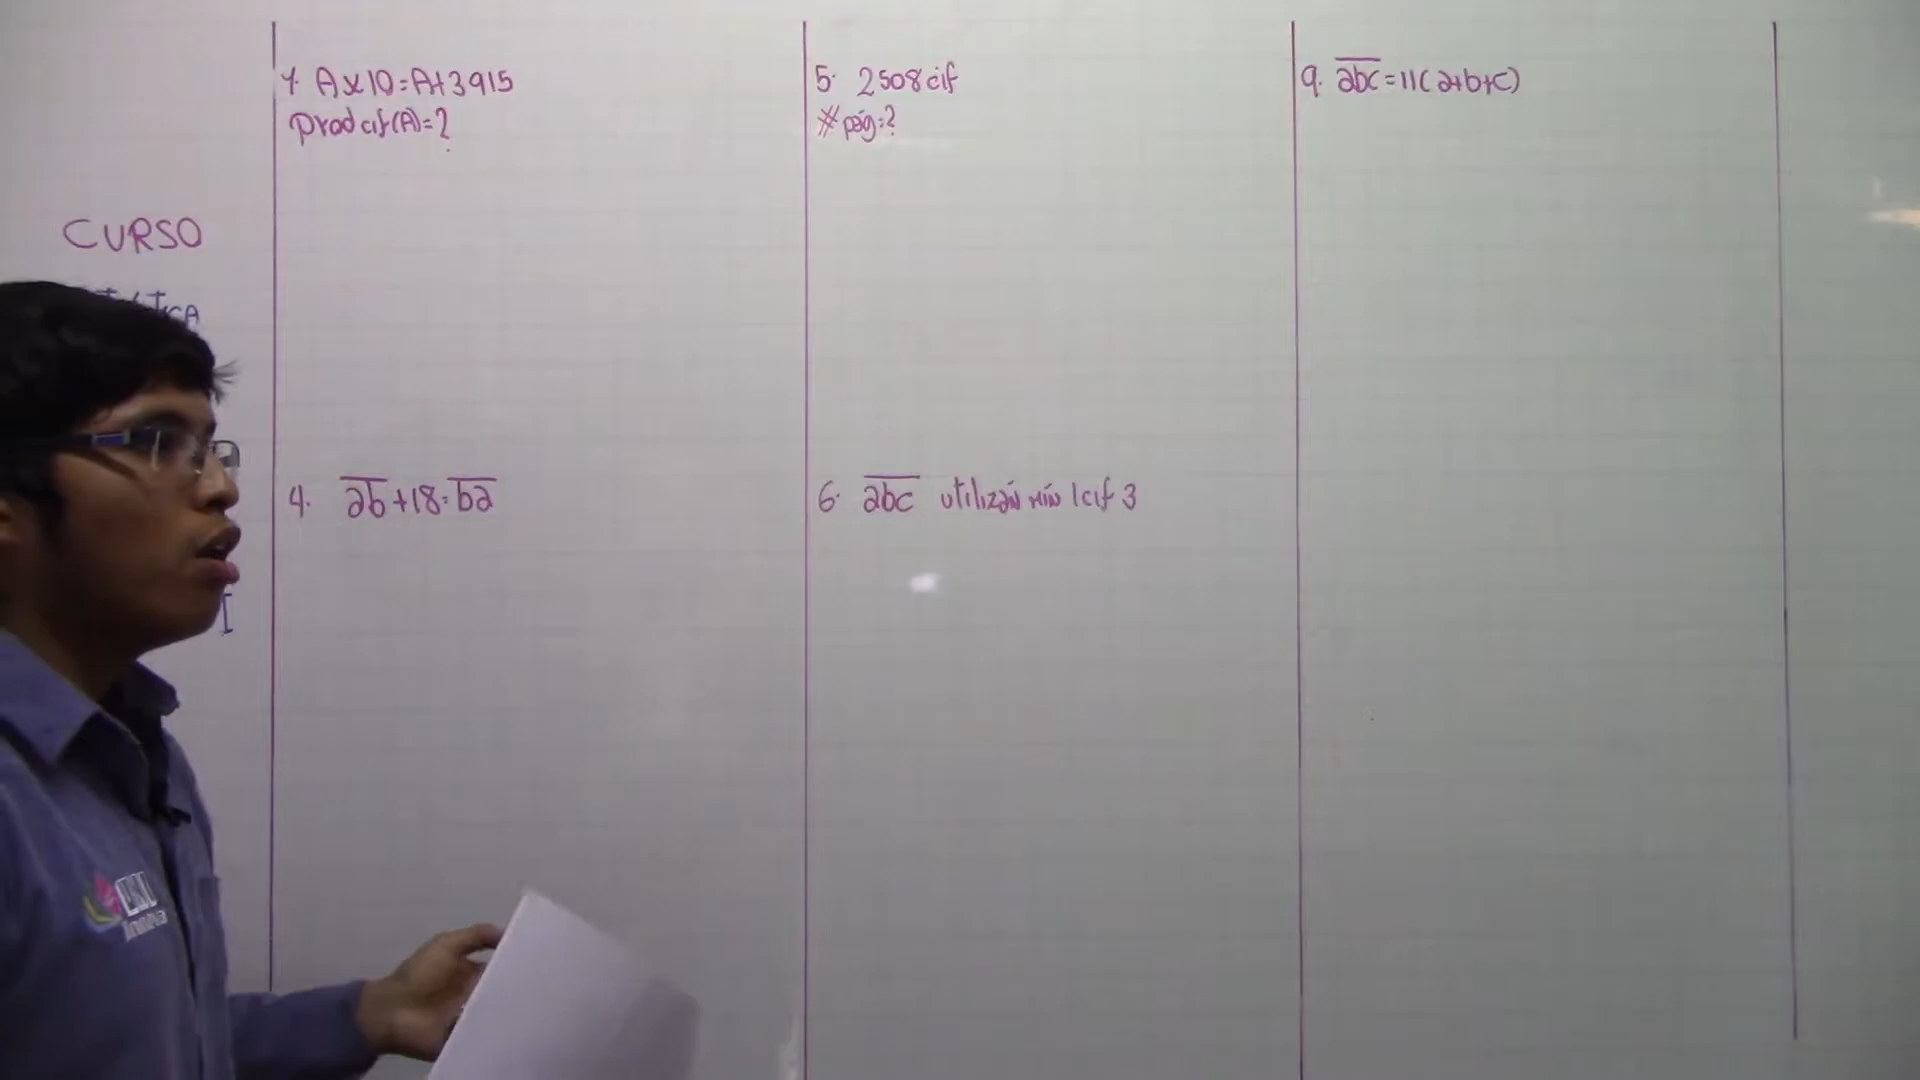 CURSO
I
7. A x 10 = A + 3915
Prod cif (A) = ?
4. ab + 18 = ba
5. 2508 cif
# pág = ?
6. abc utilizan mín 1 cif 3
9. abc = 11(a+b+c)